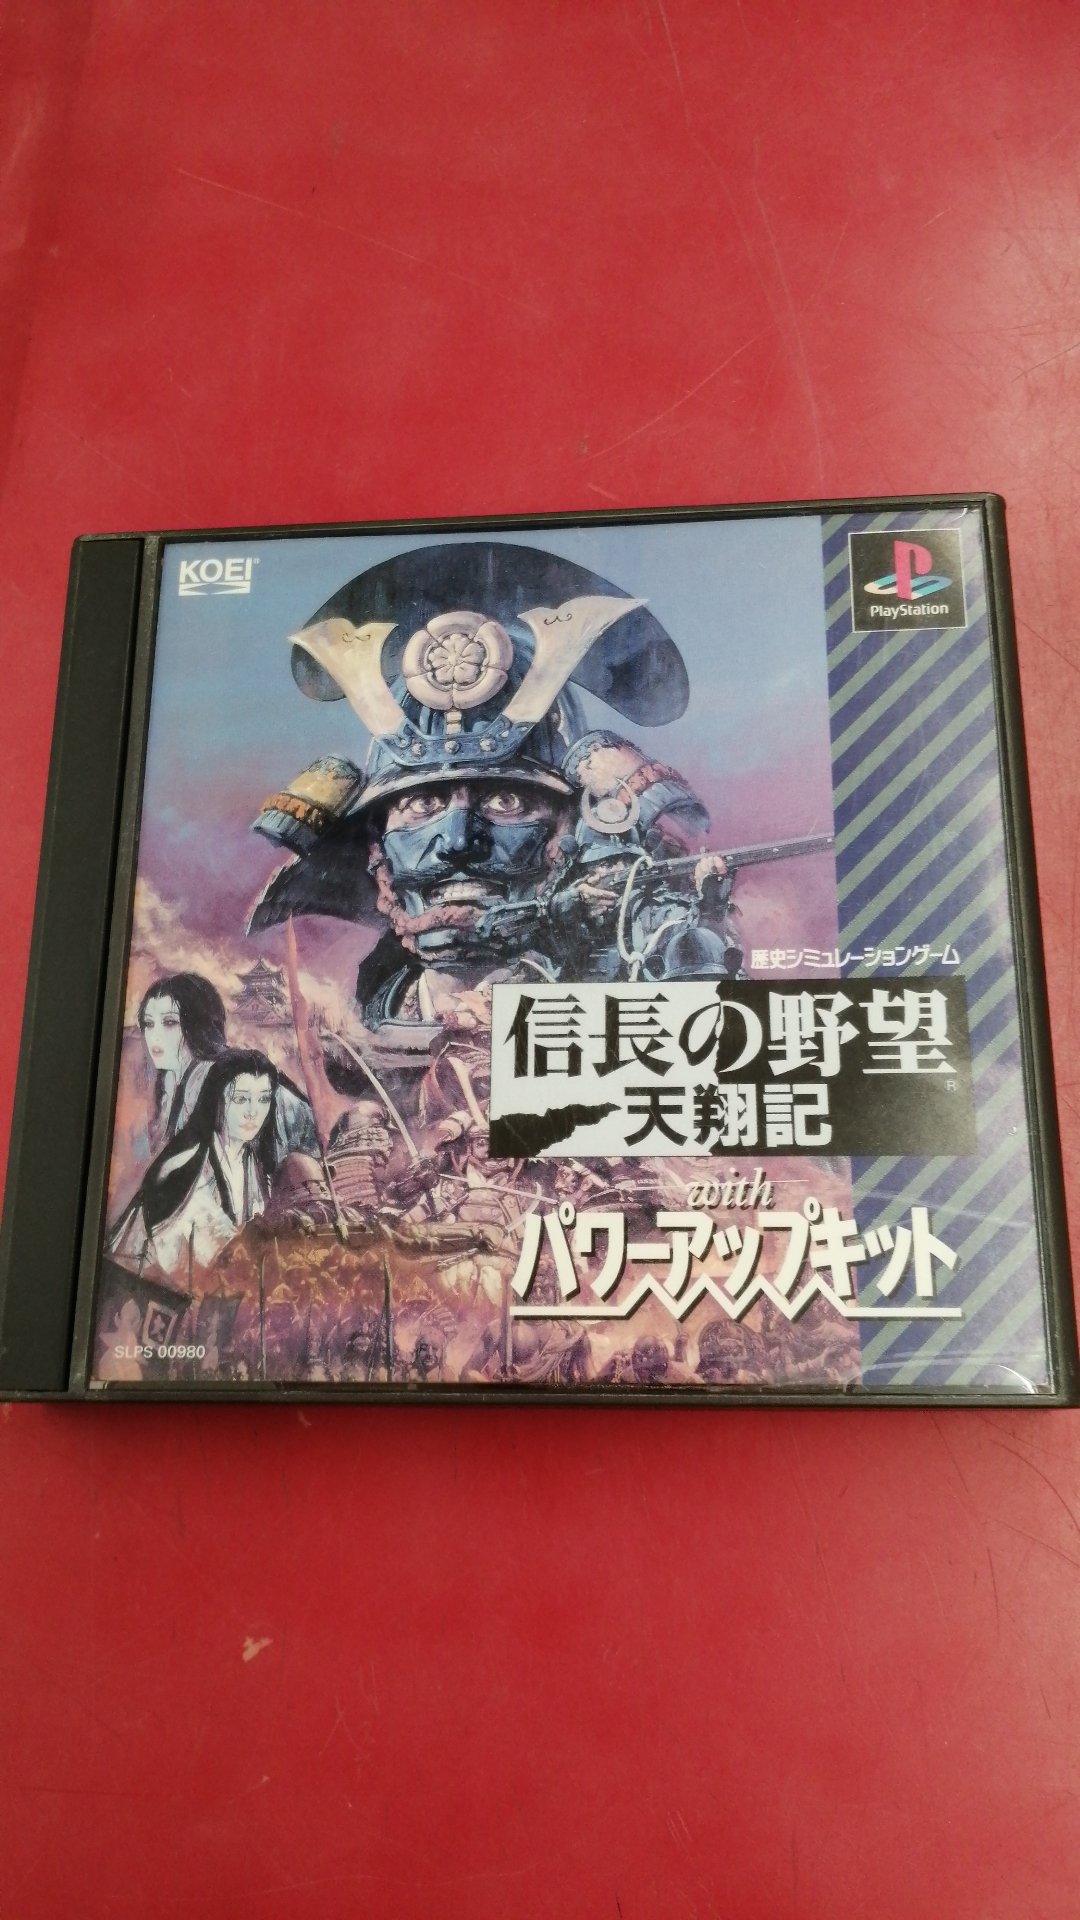 KOEI®
PlayStation
歴史シミュレーションゲーム
信長の野望
®
天翔記
with
パワーアップキット
SLPS 00980